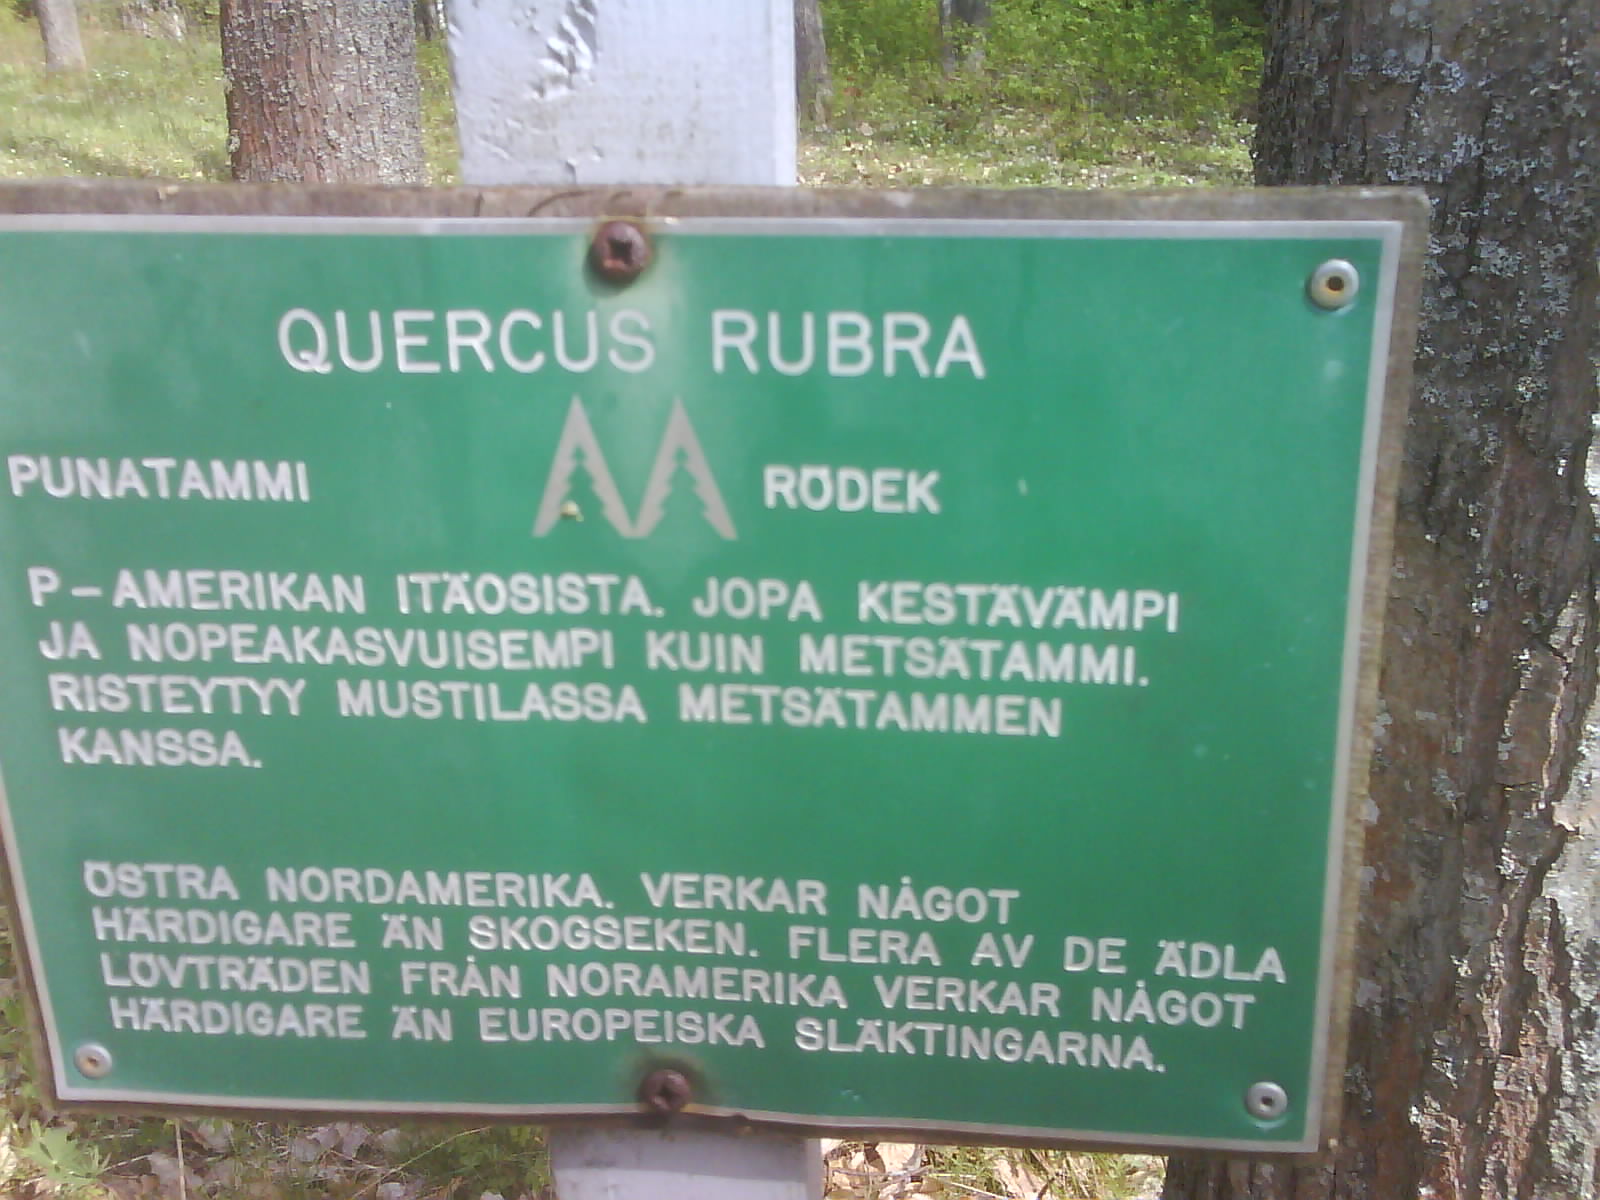 QUERCUS RUBRA
PUNATAMMI RÖDEK
P-AMERIKAN ITÄOSISTA. JOPA KESTÄVÄMPI
JA NOPEAKASVUISEMPI KUIN METSÄTAMMI.
RISTEYTYY MUSTILASSA METSÄTAMMEN
KANSSA.
ÖSTRA NORDAMERIKA. VERKAR NÅGOT
HÄRDIGARE ÄN SKOGSEKEN. FLERA AV DE ÄDLA
LÖVTRÄDEN FRÅN NORAMERIKA VERKAR NÅGOT
HÄRDIGARE ÄN EUROPEISKA SLÄKTINGARNA.